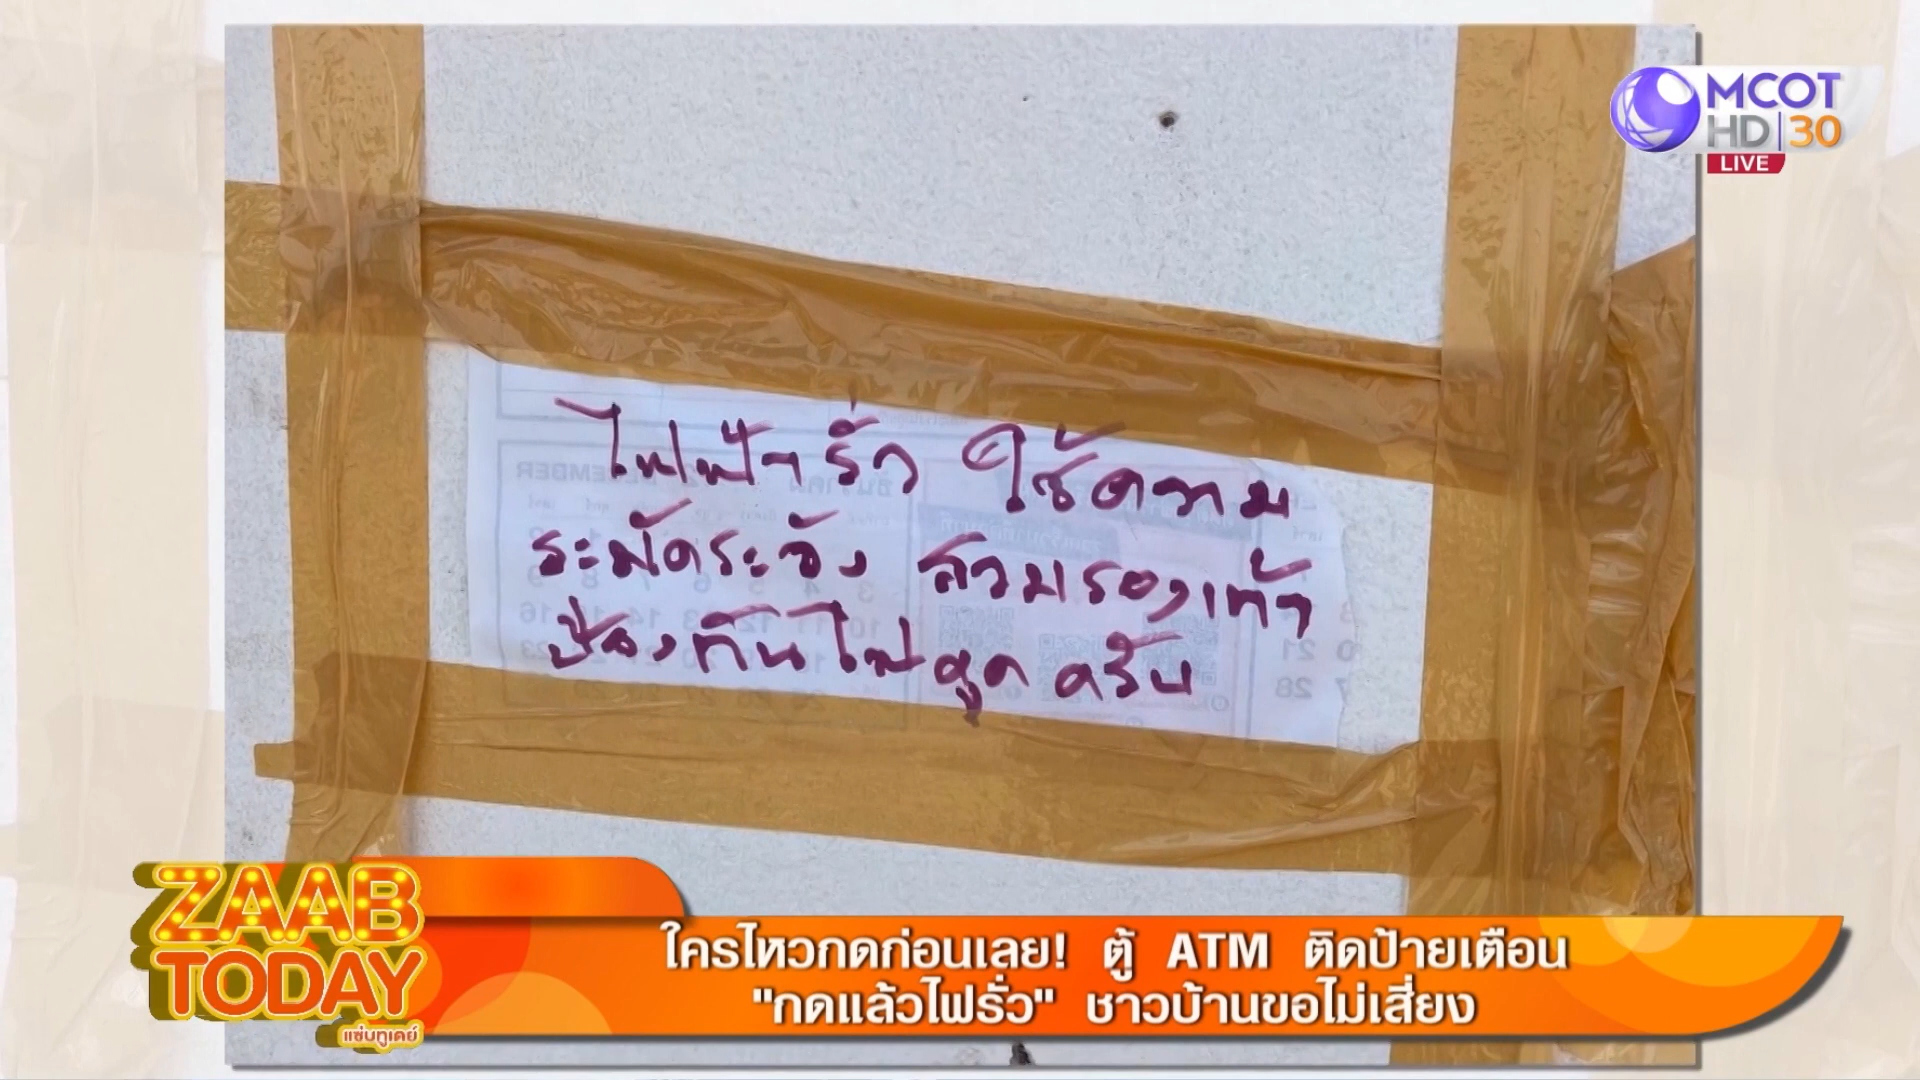 MCOT
HD 30
LIVE
ไฟฟ้ารั่ว ใช้ความ
ระมัดระวัง สวมรองเท้า
ป้องกันไฟดูดครับ
ZAAB
TODAY
แซ่บทูเดย์
ใครไหวกดก่อนเลย! ตู้ ATM ติดป้ายเตือน
"กดแล้วไฟรั่ว" ชาวบ้านขอไม่เสี่ยง